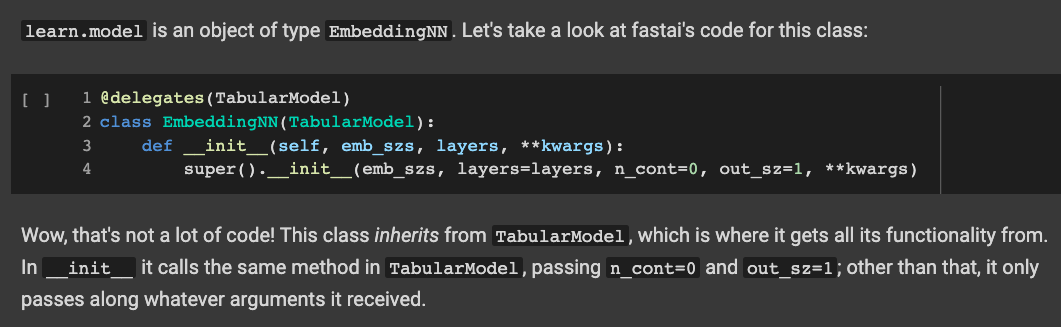 learn.model is an object of type EmbeddingNN. Let's take a look at fastai's code for this class:
[ ] 1 @delegates(TabularModel)
2 class EmbeddingNN(TabularModel):
3     def __init__(self, emb_szs, layers, **kwargs):
4         super().__init__(emb_szs, layers=layers, n_cont=0, out_sz=1, **kwargs)
Wow, that's not a lot of code! This class inherits from TabularModel, which is where it gets all its functionality from.
In __init__ it calls the same method in TabularModel, passing n_cont=0 and out_sz=1; other than that, it only
passes along whatever arguments it received.